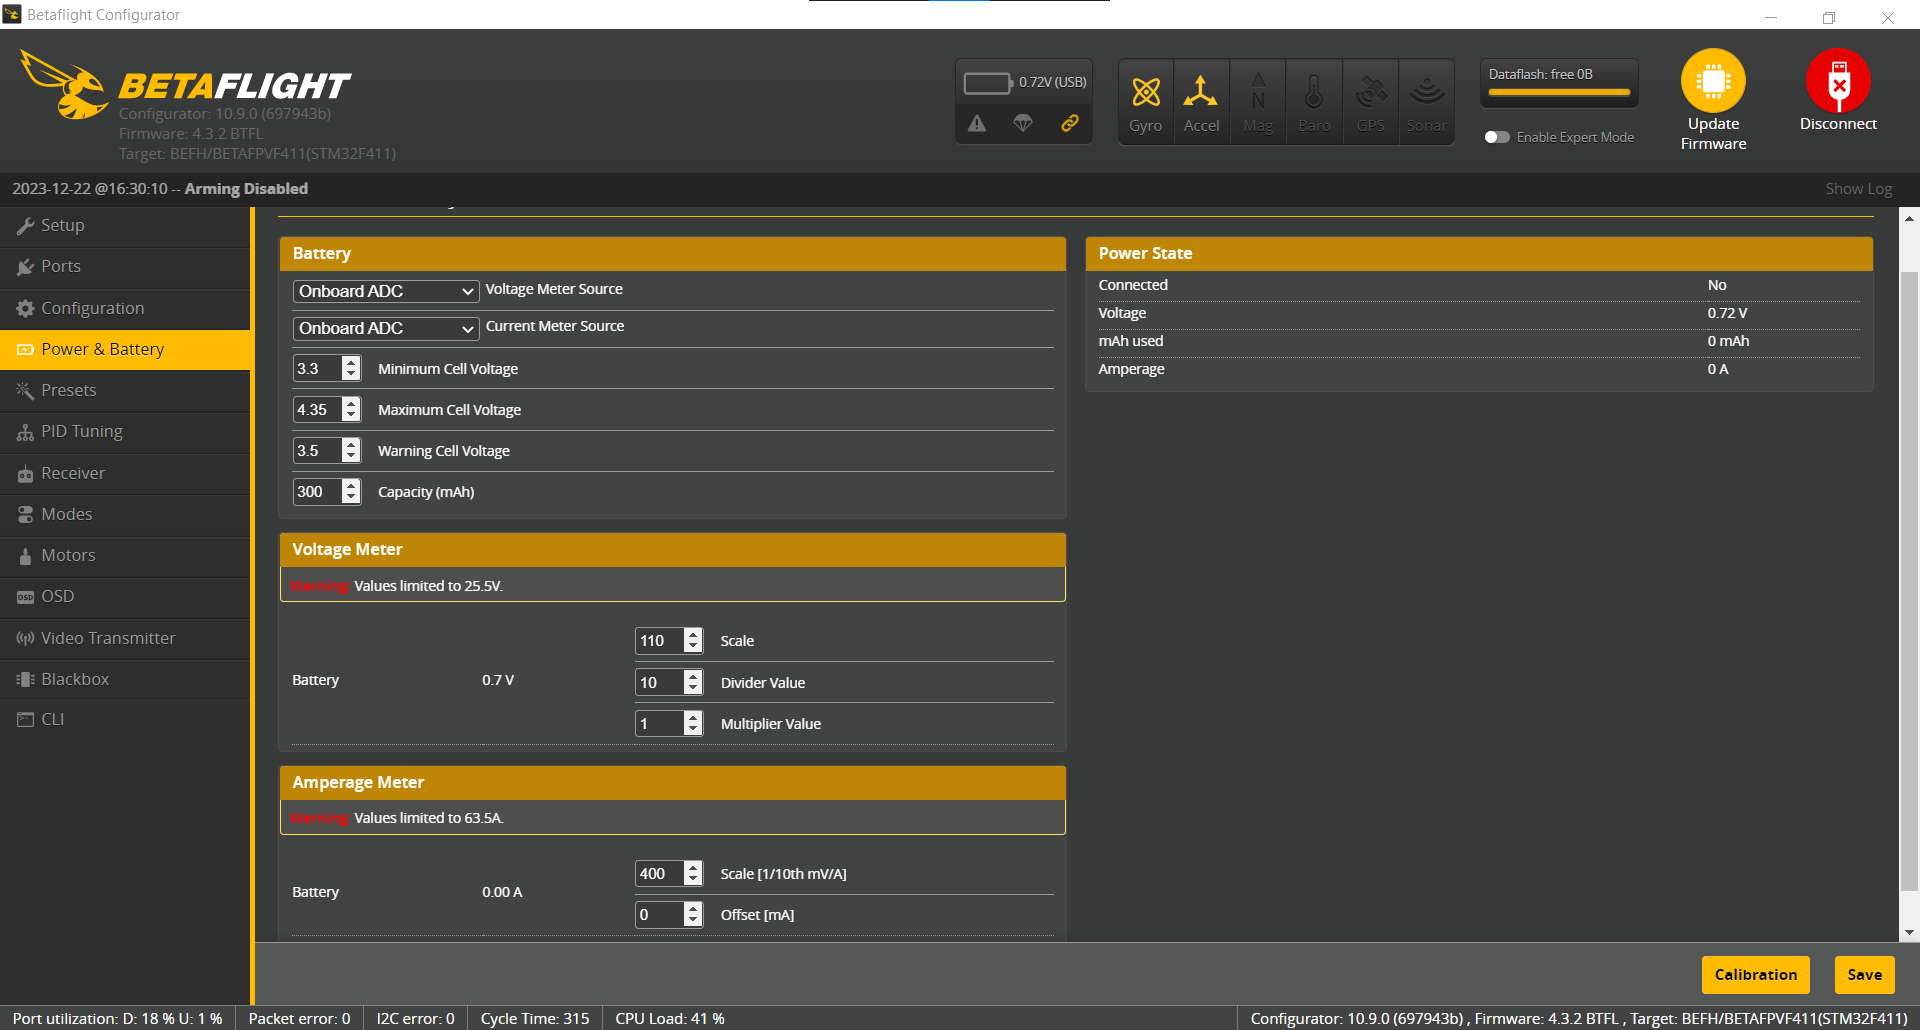 Betaflight Configurator
BETAFLIGHT
Configurator: 10.9.0 (697943b)
Firmware: 4.3.2 BTFL
Target: BEFH/BETAFPVF411(STM32F411)
0.72V (USB)
Gyro
Accel
Mag
Baro
GPS
Sonar
Dataflash: free 0B
Enable Expert Mode
Update
Firmware
Disconnect
2023-12-22 @16:30:10 -- Arming Disabled
Show Log
Setup
Ports
Configuration
Power & Battery
Presets
PID Tuning
Receiver
Modes
Motors
OSD
Video Transmitter
Blackbox
CLI
Battery
Onboard ADC Voltage Meter Source
Onboard ADC Current Meter Source
3.3 Minimum Cell Voltage
4.35 Maximum Cell Voltage
3.5 Warning Cell Voltage
300 Capacity (mAh)
Voltage Meter
Warning: Values limited to 25.5V.
Battery 0.7 V
110 Scale
10 Divider Value
1 Multiplier Value
Amperage Meter
Warning: Values limited to 63.5A.
Battery 0.00 A
400 Scale [1/10th mV/A]
0 Offset [mA]
Power State
Connected No
Voltage 0.72 V
mAh used 0 mAh
Amperage 0 A
Calibration
Save
Port utilization: D: 18 % U: 1 %
Packet error: 0
I2C error: 0
Cycle Time: 315
CPU Load: 41 %
Configurator: 10.9.0 (697943b) , Firmware: 4.3.2 BTFL , Target: BEFH/BETAFPVF411(STM32F411)